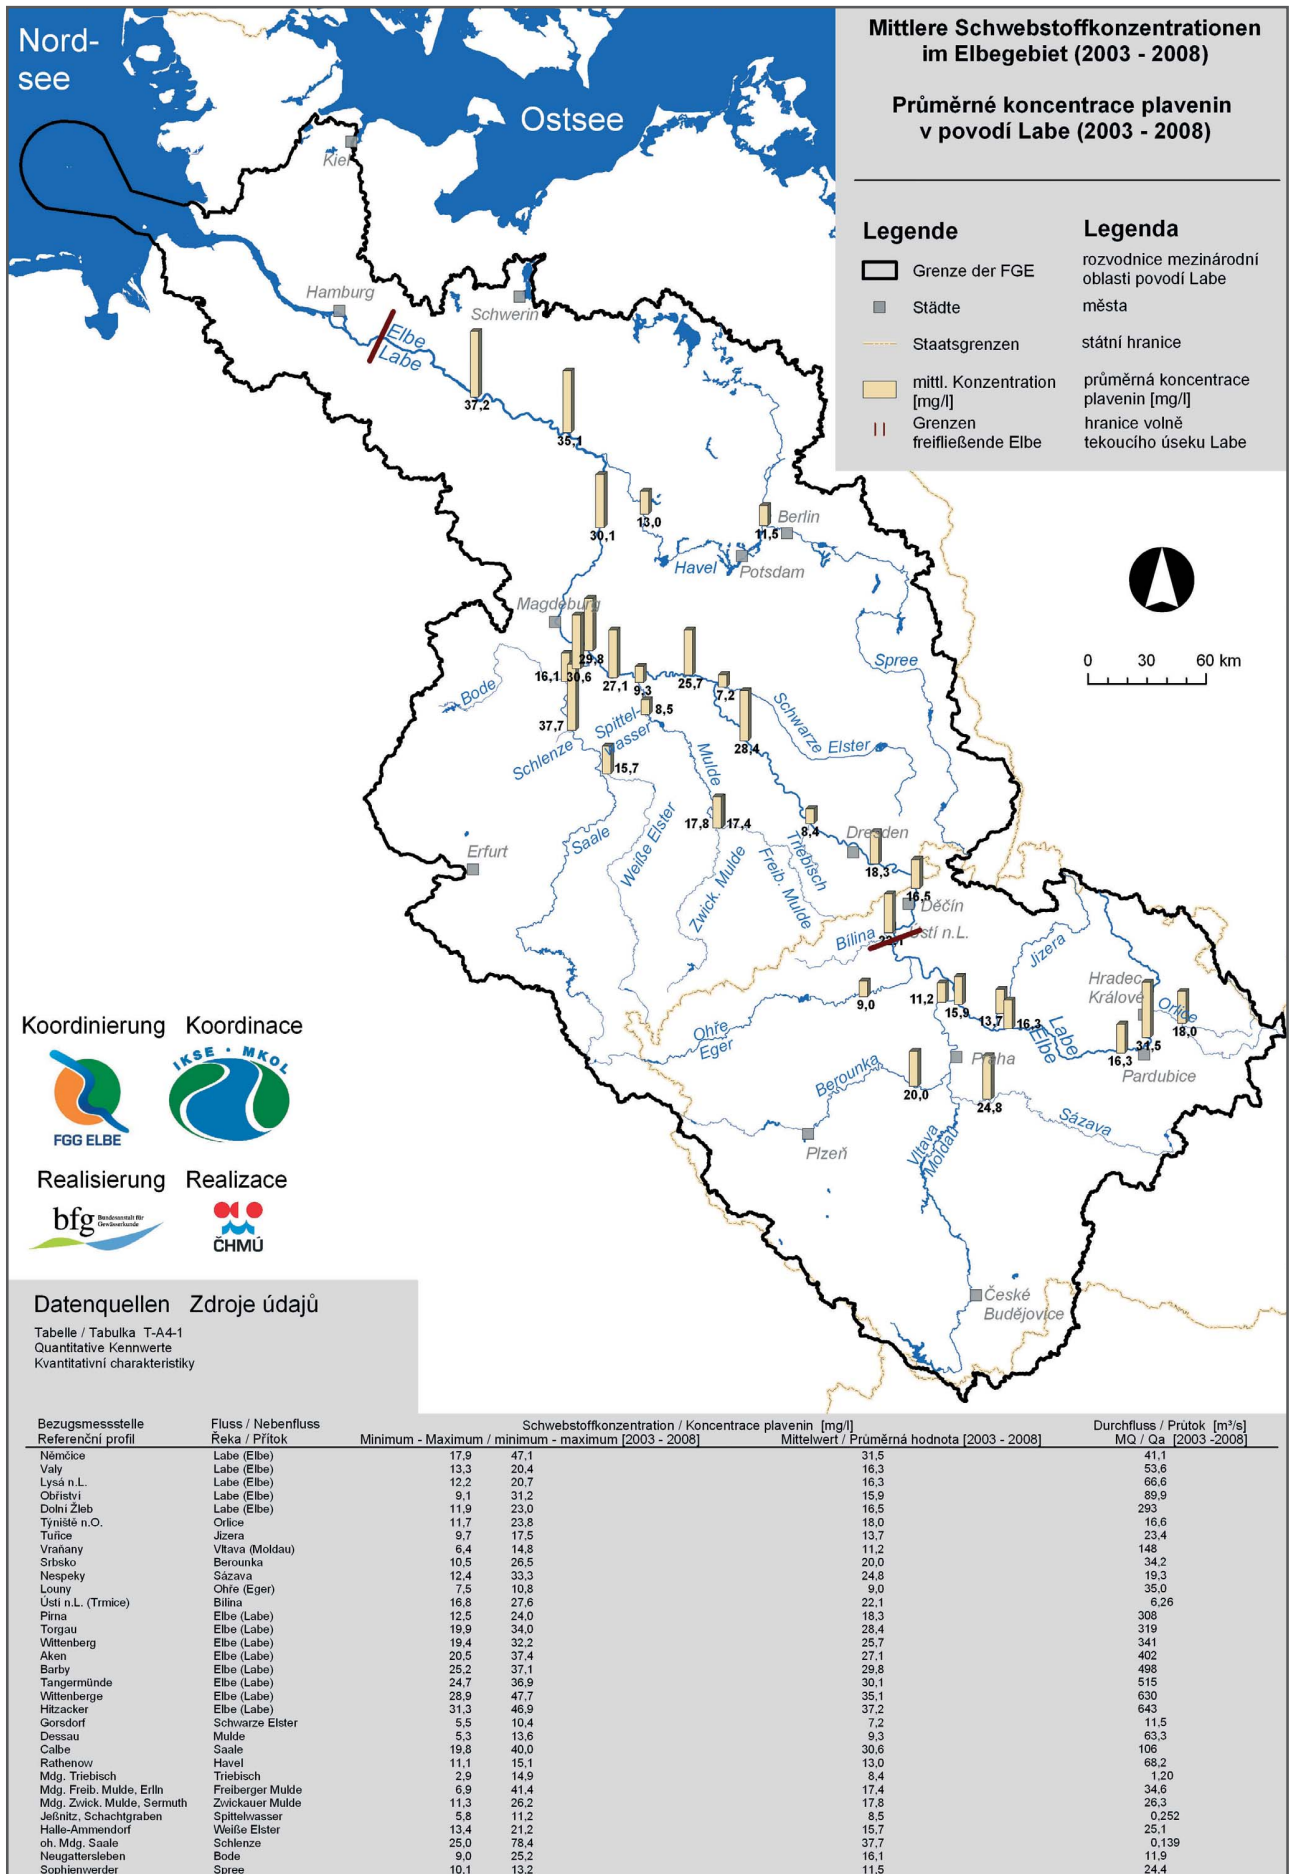 Nord-
see
Ostsee
Mittlere Schwebstoffkonzentrationen
im Elbegebiet (2003 - 2008)
Průměrné koncentrace plavenin
v povodí Labe (2003 - 2008)
Legende Legenda
Grenze der FGE rozvodnice mezinárodní
oblasti povodí Labe
Städte města
Staatsgrenzen státní hranice
mittl. Konzentration průměrná koncentrace
[mg/l] plavenin [mg/l]
Grenzen hranice volně
freifließende Elbe tekoucího úseku Labe
0 30 60 km
Kiel
Hamburg
Schwerin
Elbe
Labe
37,2
35,1
30,1
13,0
11,5
Berlin
Havel
Potsdam
Magdeburg
29,8
16,1
30,6
27,1
9,3
25,7
7,2
Spree
Bode
8,5
37,7
Spittel-
wasser
28,4
Schwarze Elster
Schlenze
15,7
Mulde
17,8
17,4
8,4
Dresden
Saale
Weiße Elster
Triebisch
Freib. Mulde
Zwick. Mulde
Erfurt
18,3
16,5
Děčín
Bílina
Ústí n.L.
Jizera
Hradec
Králové
Orlice
9,0
11,2
15,9
13,7
16,3
Labe
Elbe
18,0
31,5
16,3
Pardubice
Ohře
Eger
Berounka
Praha
20,0
24,8
Sázava
Plzeň
Vltava
Moldau
České
Budějovice
Koordinierung Koordinace
FGG ELBE
IKSE • MKOL
Realisierung Realizace
bfg Bundesanstalt für
Gewässerkunde
ČHMÚ
Datenquellen Zdroje údajů
Tabelle / Tabulka T-A4-1
Quantitative Kennwerte
Kvantitativní charakteristiky
Bezugsmessstelle Fluss / Nebenfluss Schwebstoffkonzentration / Koncentrace plavenin [mg/l] Durchfluss / Průtok [m³/s]
Referenční profil Řeka / Přítok Minimum - Maximum / minimum - maximum [2003 - 2008] Mittelwert / Průměrná hodnota [2003 - 2008] MQ / Qa [2003 -2008]
Němčice Labe (Elbe) 17,9 47,1 31,5 41,1
Valy Labe (Elbe) 13,3 20,4 16,3 53,6
Lysá n.L. Labe (Elbe) 12,2 20,7 16,3 66,6
Obříství Labe (Elbe) 9,1 31,2 15,9 89,9
Dolní Žleb Labe (Elbe) 11,9 23,0 16,5 293
Týniště n.O. Orlice 11,7 23,8 18,0 16,6
Tuřice Jizera 9,7 17,5 13,7 23,4
Vraňany Vltava (Moldau) 6,4 14,8 11,2 148
Srbsko Berounka 10,5 26,5 20,0 34,2
Nespeky Sázava 12,4 33,3 24,8 19,3
Louny Ohře (Eger) 7,5 10,8 9,0 35,0
Ústí n.L. (Trmice) Bílina 16,8 27,6 22,1 6,26
Pirna Elbe (Labe) 12,5 24,0 18,3 308
Torgau Elbe (Labe) 19,9 34,0 28,4 319
Wittenberg Elbe (Labe) 19,4 32,2 25,7 341
Aken Elbe (Labe) 20,5 37,4 27,1 402
Barby Elbe (Labe) 25,2 37,1 29,8 498
Tangermünde Elbe (Labe) 24,7 36,9 30,1 515
Wittenberge Elbe (Labe) 28,9 47,7 35,1 630
Hitzacker Elbe (Labe) 31,3 46,9 37,2 643
Gorsdorf Schwarze Elster 5,5 10,4 7,2 11,5
Dessau Mulde 5,3 13,6 9,3 63,3
Calbe Saale 19,8 40,0 30,6 106
Rathenow Havel 11,1 15,1 13,0 68,2
Mdg. Triebisch Triebisch 2,9 14,9 8,4 1,20
Mdg. Freib. Mulde, Erlln Freiberger Mulde 6,9 41,4 17,4 34,6
Mdg. Zwick. Mulde, Sermuth Zwickauer Mulde 11,3 26,2 17,8 26,3
Jeßnitz, Schachtgraben Spittelwasser 5,8 11,2 8,5 0,252
Halle-Ammendorf Weiße Elster 13,4 21,2 15,7 25,1
oh. Mdg. Saale Schlenze 25,0 78,4 37,7 0,139
Neugattersleben Bode 9,0 25,2 16,1 11,9
Sophienwerder Spree 10,1 13,2 11,5 24,4